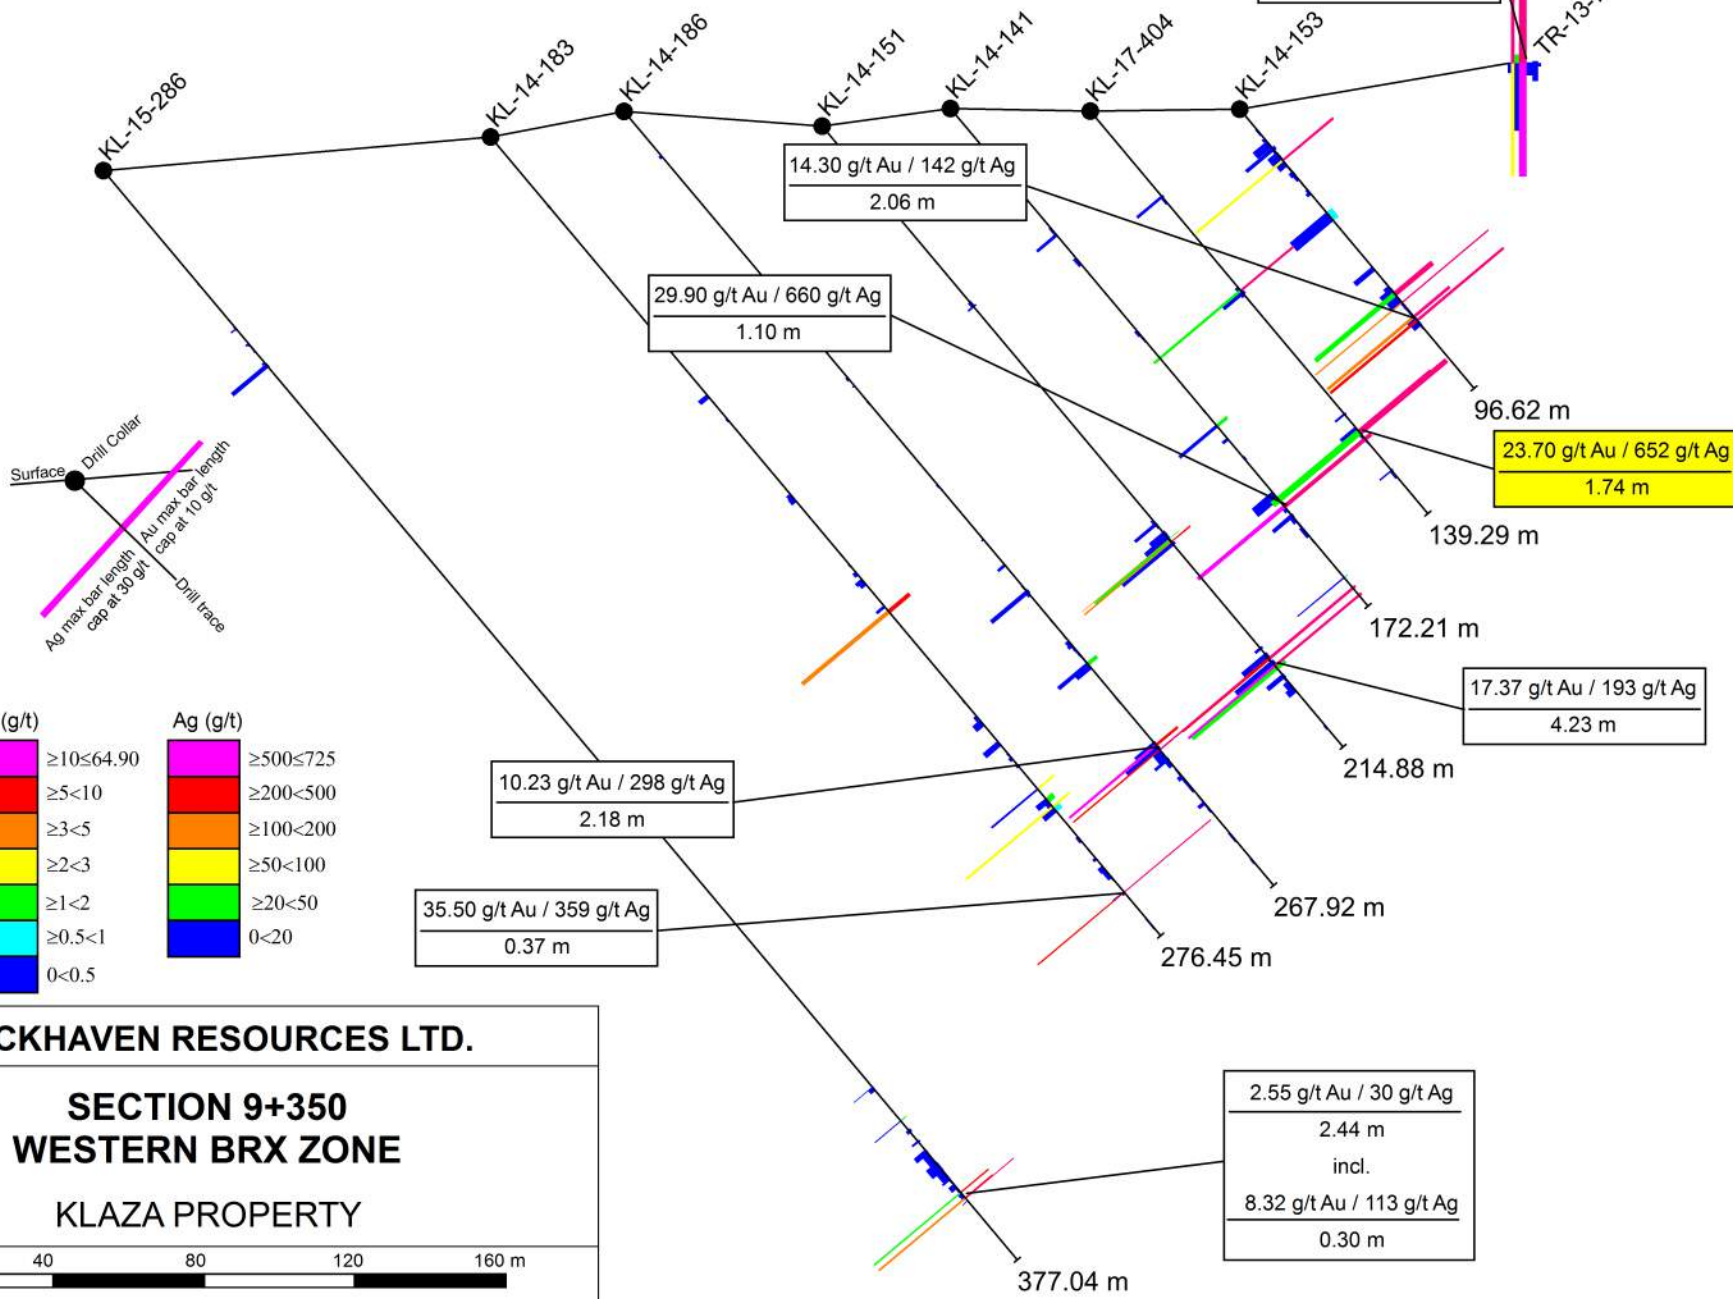 KL-15-286
KL-14-183
KL-14-186
KL-14-151
KL-14-141
KL-17-404
KL-14-153
TR-13-
14.30 g/t Au / 142 g/t Ag
2.06 m
29.90 g/t Au / 660 g/t Ag
1.10 m
96.62 m
23.70 g/t Au / 652 g/t Ag
1.74 m
139.29 m
Surface
Drill Collar
Au max bar length
cap at 10 g/t
Ag max bar length
cap at 30 g/t
Drill trace
172.21 m
17.37 g/t Au / 193 g/t Ag
4.23 m
214.88 m
10.23 g/t Au / 298 g/t Ag
2.18 m
267.92 m
35.50 g/t Au / 359 g/t Ag
0.37 m
276.45 m
(g/t)
≥10≤64.90
≥5<10
≥3<5
≥2<3
≥1<2
≥0.5<1
0<0.5
Ag (g/t)
≥500≤725
≥200<500
≥100<200
≥50<100
≥20<50
0<20
2.55 g/t Au / 30 g/t Ag
2.44 m
incl.
8.32 g/t Au / 113 g/t Ag
0.30 m
377.04 m
CKHAVEN RESOURCES LTD.
SECTION 9+350
WESTERN BRX ZONE
KLAZA PROPERTY
40 80 120 160 m